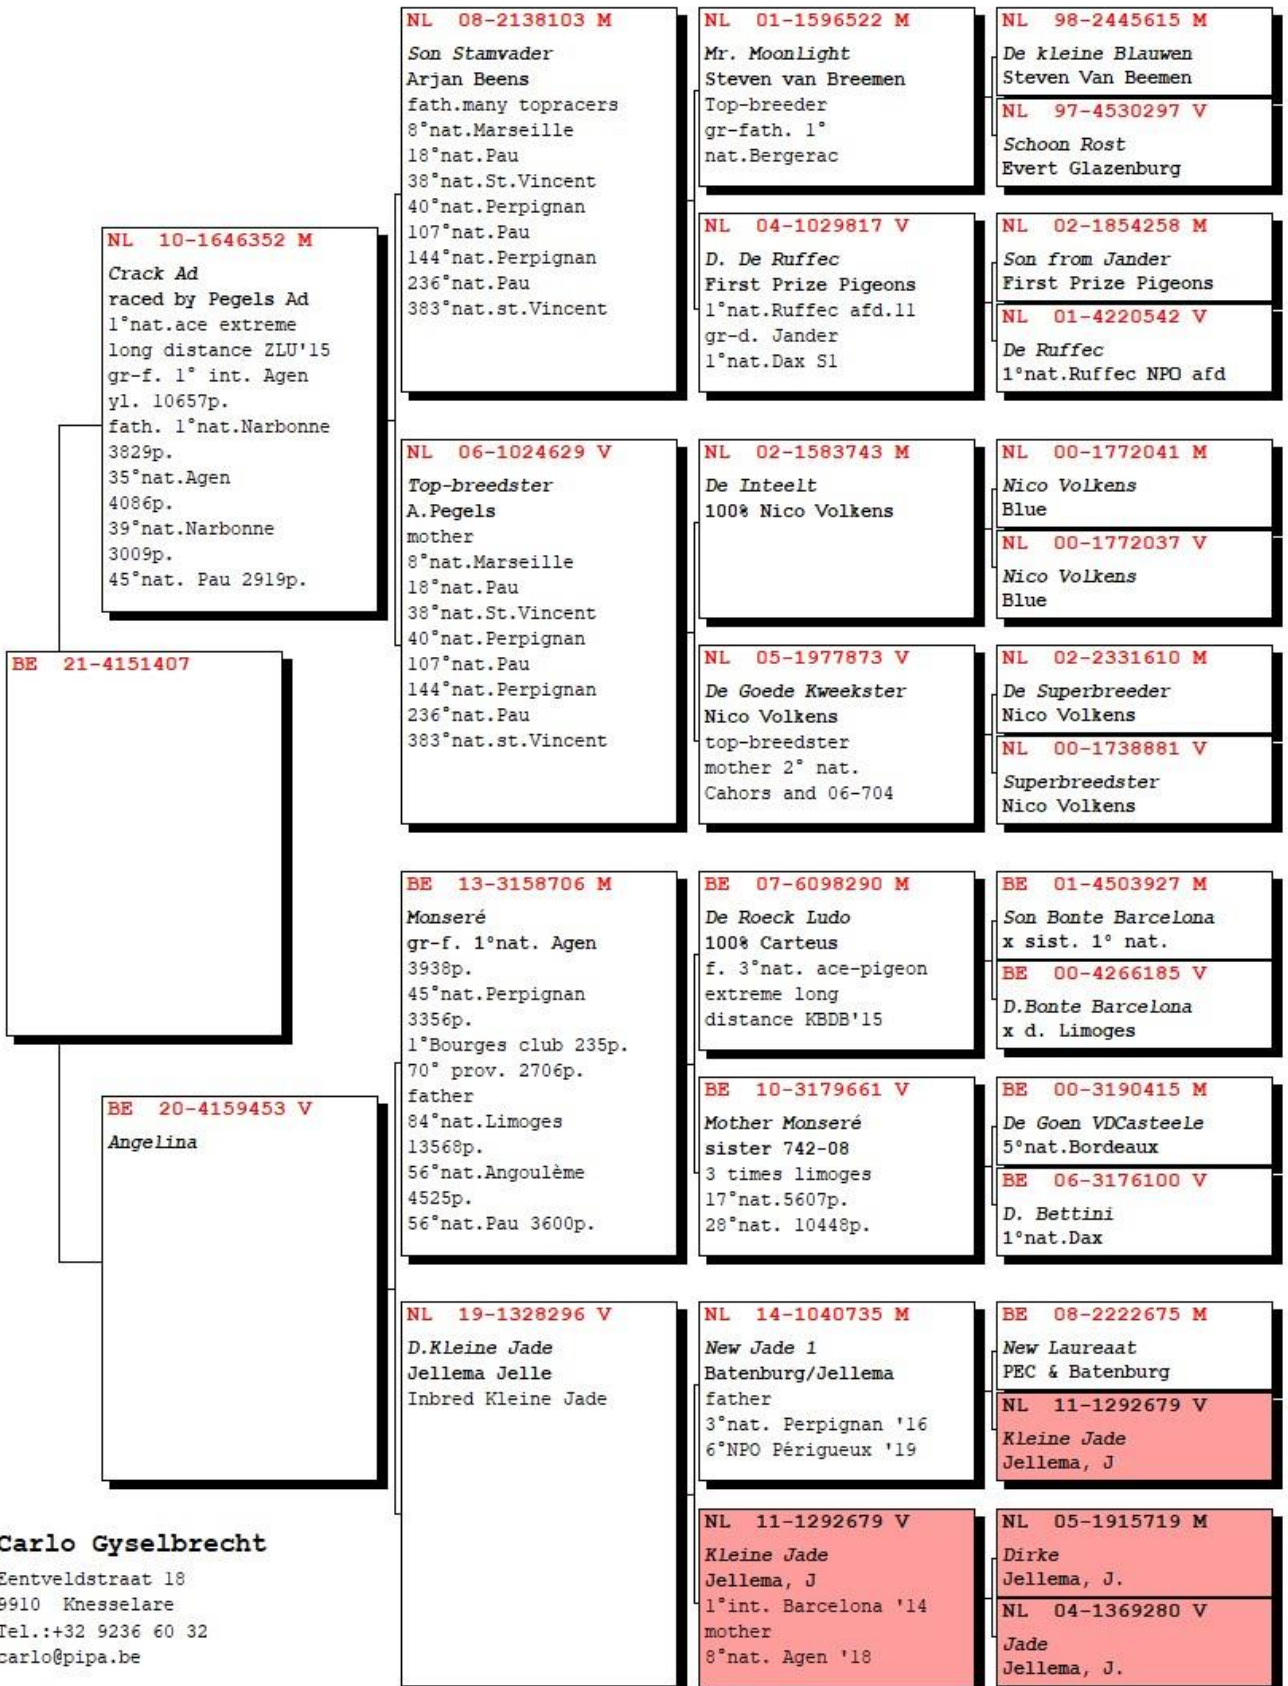 BE 21-4151407
NL 10-1646352 M
Crack Ad
raced by Pegels Ad
1°nat.ace extreme
long distance ZLU'15
gr-f. 1° int. Agen
yl. 10657p.
fath. 1°nat.Narbonne
3829p.
35°nat.Agen
4086p.
39°nat.Narbonne
3009p.
45°nat. Pau 2919p.
BE 20-4159453 V
Angelina
NL 08-2138103 M
Son Stamvader
Arjan Beens
fath.many topracers
8°nat.Marseille
18°nat.Pau
38°nat.St.Vincent
40°nat.Perpignan
107°nat.Pau
144°nat.Perpignan
236°nat.Pau
383°nat.st.Vincent
NL 06-1024629 V
Top-breedster
A.Pegels
mother
8°nat.Marseille
18°nat.Pau
38°nat.St.Vincent
40°nat.Perpignan
107°nat.Pau
144°nat.Perpignan
236°nat.Pau
383°nat.st.Vincent
BE 13-3158706 M
Monseré
gr-f. 1°nat. Agen
3938p.
45°nat.Perpignan
3356p.
1°Bourges club 235p.
70° prov. 2706p.
father
84°nat.Limoges
13568p.
56°nat.Angoulème
4525p.
56°nat.Pau 3600p.
NL 19-1328296 V
D.Kleine Jade
Jellema Jelle
Inbred Kleine Jade
NL 01-1596522 M
Mr. Moonlight
Steven van Breemen
Top-breeder
gr-fath. 1°
nat.Bergerac
NL 04-1029817 V
D. De Ruffec
First Prize Pigeons
1°nat.Ruffec afd.11
gr-d. Jander
1°nat.Dax S1
NL 02-1583743 M
De Inteelt
100% Nico Volkens
NL 05-1977873 V
De Goede Kweekster
Nico Volkens
top-breedster
mother 2° nat.
Cahors and 06-704
BE 07-6098290 M
De Roeck Ludo
100% Carteus
f. 3°nat. ace-pigeon
extreme long
distance KBDB'15
BE 10-3179661 V
Mother Monseré
sister 742-08
3 times limoges
17°nat.5607p.
28°nat. 10448p.
NL 14-1040735 M
New Jade 1
Batenburg/Jellema
father
3°nat. Perpignan '16
6°NPO Périgueux '19
NL 11-1292679 V
Kleine Jade
Jellema, J
1°int. Barcelona '14
mother
8°nat. Agen '18
NL 98-2445615 M
De kleine Blauwen
Steven Van Beemen
NL 97-4530297 V
Schoon Rost
Evert Glazenburg
NL 02-1854258 M
Son from Jander
First Prize Pigeons
NL 01-4220542 V
De Ruffec
1°nat.Ruffec NPO afd
NL 00-1772041 M
Nico Volkens
Blue
NL 00-1772037 V
Nico Volkens
Blue
NL 02-2331610 M
De Superbreeder
Nico Volkens
NL 00-1738881 V
Superbreedster
Nico Volkens
BE 01-4503927 M
Son Bonte Barcelona
x sist. 1° nat.
BE 00-4266185 V
D.Bonte Barcelona
x d. Limoges
BE 00-3190415 M
De Goen VDCasteele
5°nat.Bordeaux
BE 06-3176100 V
D. Bettini
1°nat.Dax
BE 08-2222675 M
New Laureaat
PEC & Batenburg
NL 11-1292679 V
Kleine Jade
Jellema, J
NL 05-1915719 M
Dirke
Jellema, J.
NL 04-1369280 V
Jade
Jellema, J.
Carlo Gyselbrecht
Eentveldstraat 18
9910 Knesselare
Tel.:+32 9236 60 32
carlo@pipa.be